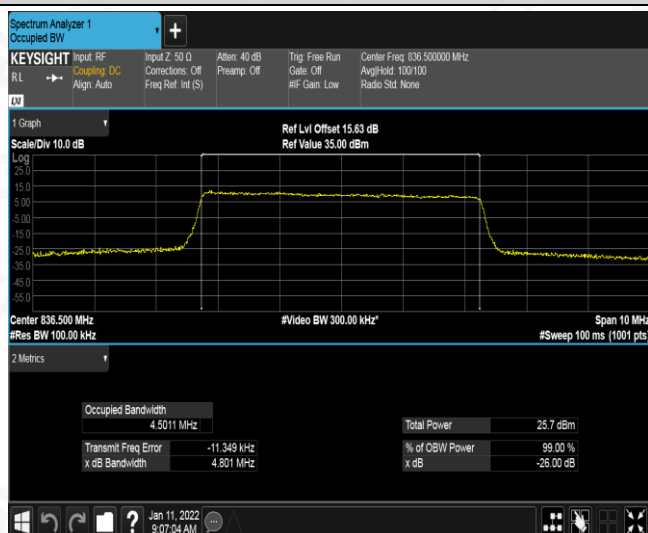 Spectrum Analyzer 1
Occupied BW
KEYSIGHT Input: RF Input Z: 50 Ω Atten: 40 dB Trig: Free Run Center Freq: 836.500000 MHz
RL Coupling: DC Corrections: Off Preamp: Off Gate: Off Avg|Hold: 100/100
Align: Auto Freq Ref: Int (S) #IF Gain: Low Radio Std: None
LXI
1 Graph
Ref Lvl Offset 15.63 dB
Scale/Div 10.0 dB Ref Value 35.00 dBm
Log
25.0
15.0
5.00
-5.00
-15.0
-25.0
-35.0
-45.0
-55.0
Center 836.500 MHz #Video BW 300.00 kHz* Span 10 MHz
#Res BW 100.00 kHz #Sweep 100 ms (1001 pts)
2 Metrics
Occupied Bandwidth
4.5011 MHz Total Power 25.7 dBm
Transmit Freq Error -11.349 kHz % of OBW Power 99.00 %
x dB Bandwidth 4.801 MHz x dB -26.00 dB
? Jan 11, 2022
9:07:04 AM